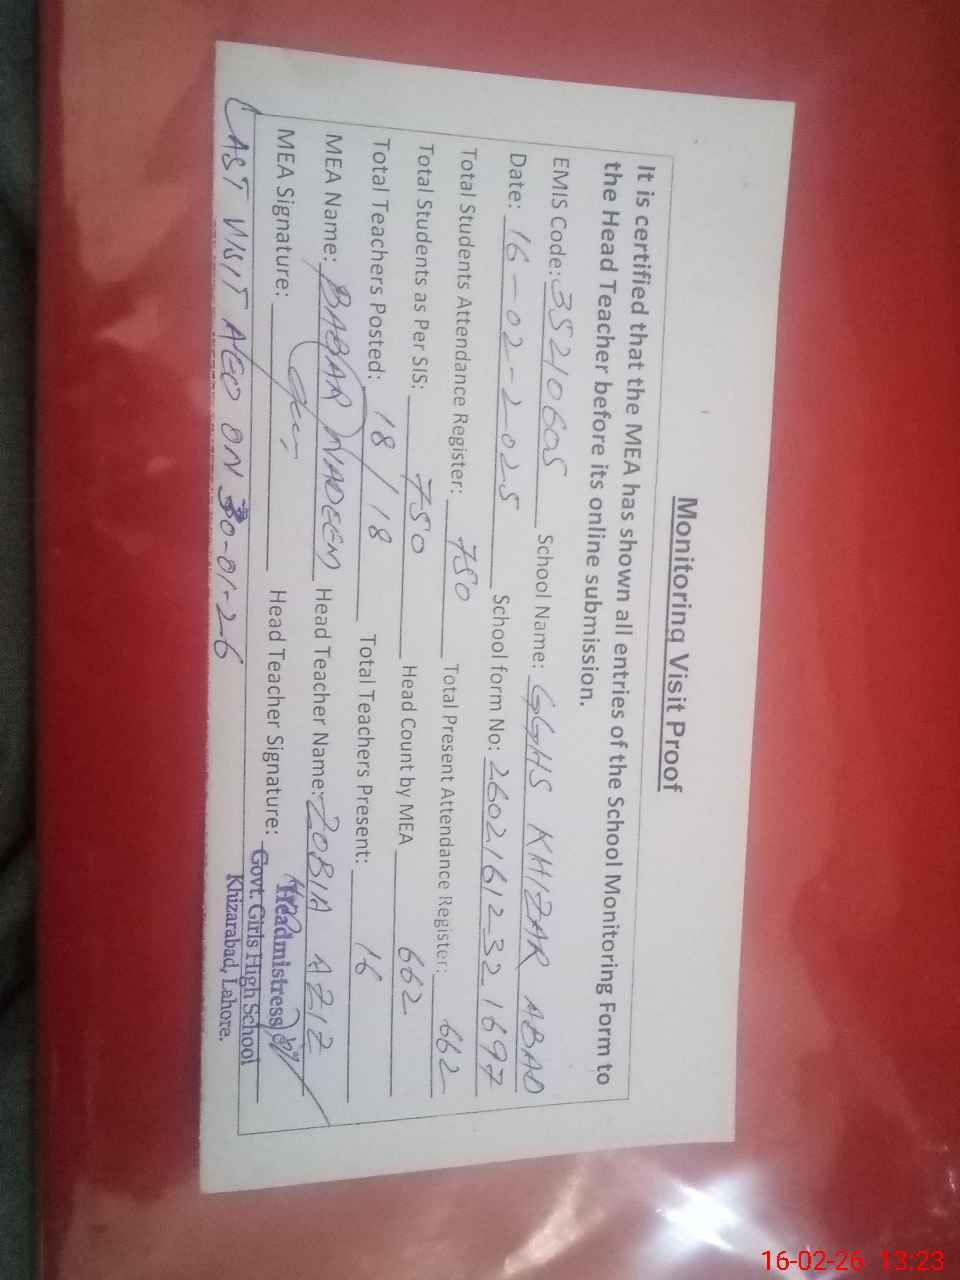 Monitoring Visit Proof
It is certified that the MEA has shown all entries of the School Monitoring Form to
the Head Teacher before its online submission.
EMIS Code: 35210605 School Name: GGHS KHIZAR ABAD
Date: 16-02-2025 School form No: 26021612321697
Total Students Attendance Register: 750 Total Present Attendance Register: 662
Total Students as Per SIS: 750 Head Count by MEA 662
Total Teachers Posted: 18/18 Total Teachers Present: 16
MEA Name: BABAR NADEEM Head Teacher Name: ZOBIA AZIZ
MEA Signature: Head Teacher Signature:
Headmistress
Govt. Girls High School
Khizarabad, Lahore.
LAST VISIT AEO ON 30-01-26
16-02-26 13:23